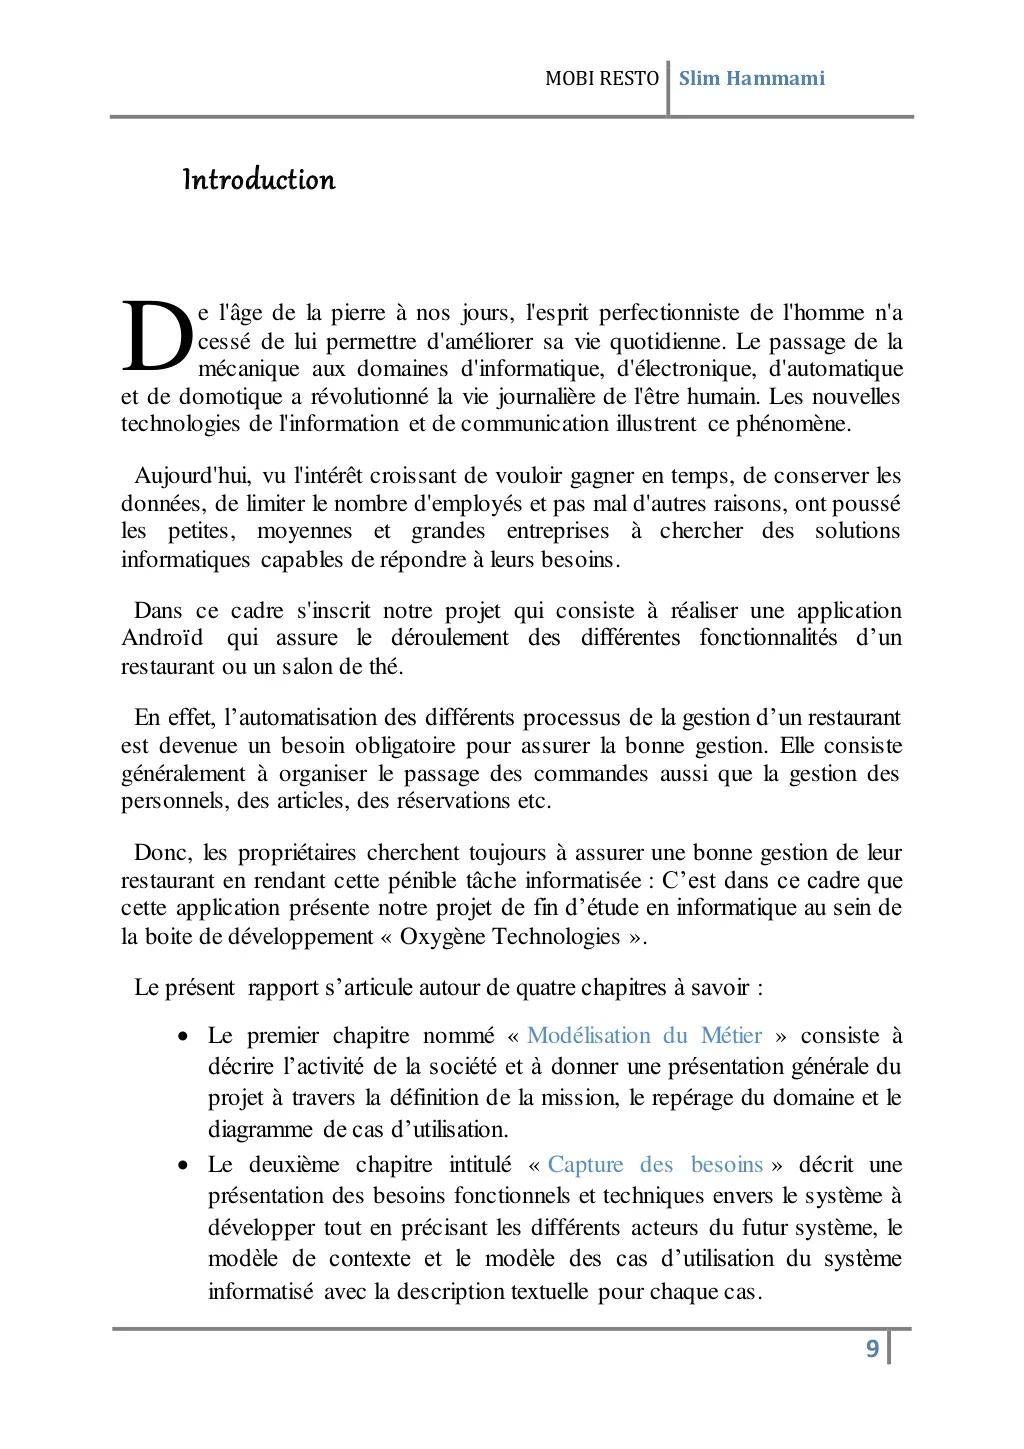 MOBI RESTO Slim Hammami
Introduction
De l'âge de la pierre à nos jours, l'esprit perfectionniste de l'homme n'a
cessé de lui permettre d'améliorer sa vie quotidienne. Le passage de la
mécanique aux domaines d'informatique, d'électronique, d'automatique
et de domotique a révolutionné la vie journalière de l'être humain. Les nouvelles
technologies de l'information et de communication illustrent ce phénomène.
Aujourd'hui, vu l'intérêt croissant de vouloir gagner en temps, de conserver les
données, de limiter le nombre d'employés et pas mal d'autres raisons, ont poussé
les petites, moyennes et grandes entreprises à chercher des solutions
informatiques capables de répondre à leurs besoins.
Dans ce cadre s'inscrit notre projet qui consiste à réaliser une application
Androïd qui assure le déroulement des différentes fonctionnalités d’un
restaurant ou un salon de thé.
En effet, l’automatisation des différents processus de la gestion d’un restaurant
est devenue un besoin obligatoire pour assurer la bonne gestion. Elle consiste
généralement à organiser le passage des commandes aussi que la gestion des
personnels, des articles, des réservations etc.
Donc, les propriétaires cherchent toujours à assurer une bonne gestion de leur
restaurant en rendant cette pénible tâche informatisée : C’est dans ce cadre que
cette application présente notre projet de fin d’étude en informatique au sein de
la boite de développement « Oxygène Technologies ».
Le présent rapport s’articule autour de quatre chapitres à savoir :
• Le premier chapitre nommé « Modélisation du Métier » consiste à
décrire l’activité de la société et à donner une présentation générale du
projet à travers la définition de la mission, le repérage du domaine et le
diagramme de cas d’utilisation.
• Le deuxième chapitre intitulé « Capture des besoins » décrit une
présentation des besoins fonctionnels et techniques envers le système à
développer tout en précisant les différents acteurs du futur système, le
modèle de contexte et le modèle des cas d’utilisation du système
informatisé avec la description textuelle pour chaque cas.
9